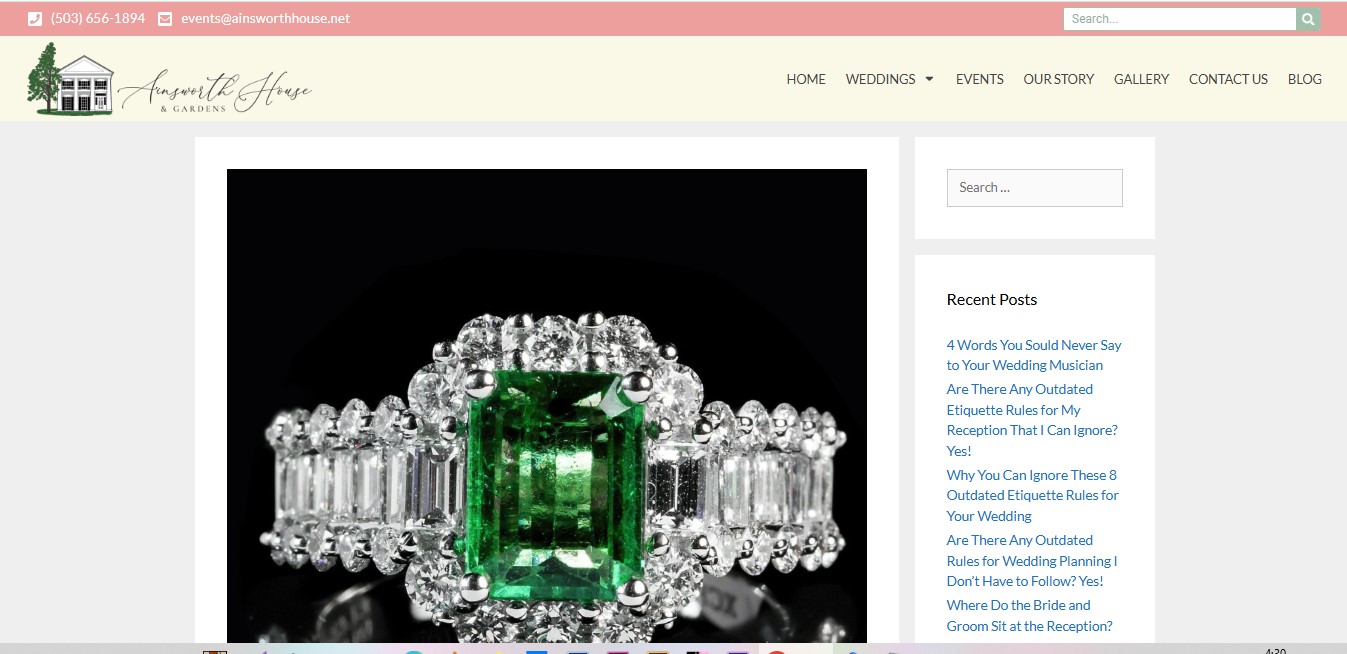 (503) 656-1894
events@ainsworthhouse.net
Search...
Ainsworth House
& GARDENS
HOME
WEDDINGS
EVENTS
OUR STORY
GALLERY
CONTACT US
BLOG
Search …
Recent Posts
4 Words You Sould Never Say
to Your Wedding Musician
Are There Any Outdated
Etiquette Rules for My
Reception That I Can Ignore?
Yes!
Why You Can Ignore These 8
Outdated Etiquette Rules for
Your Wedding
Are There Any Outdated
Rules for Wedding Planning I
Don't Have to Follow? Yes!
Where Do the Bride and
Groom Sit at the Reception?